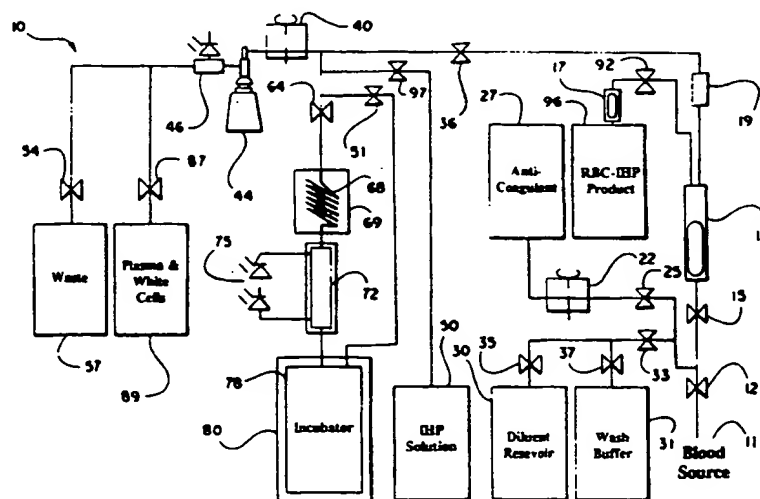 10
40
17
92
64
97
36
27
96
19
46
51
54
87
44
68
69
Anti-
Coagulant
RBC-IHP
Product
75
72
22
25
15
Waste
Plasma &
White
Cells
50
35
37
33
12
30
57
89
78
80
Incubator
IHP
Solution
Diluent
Resevoir
Wash
Buffer
31
11
Blood
Source